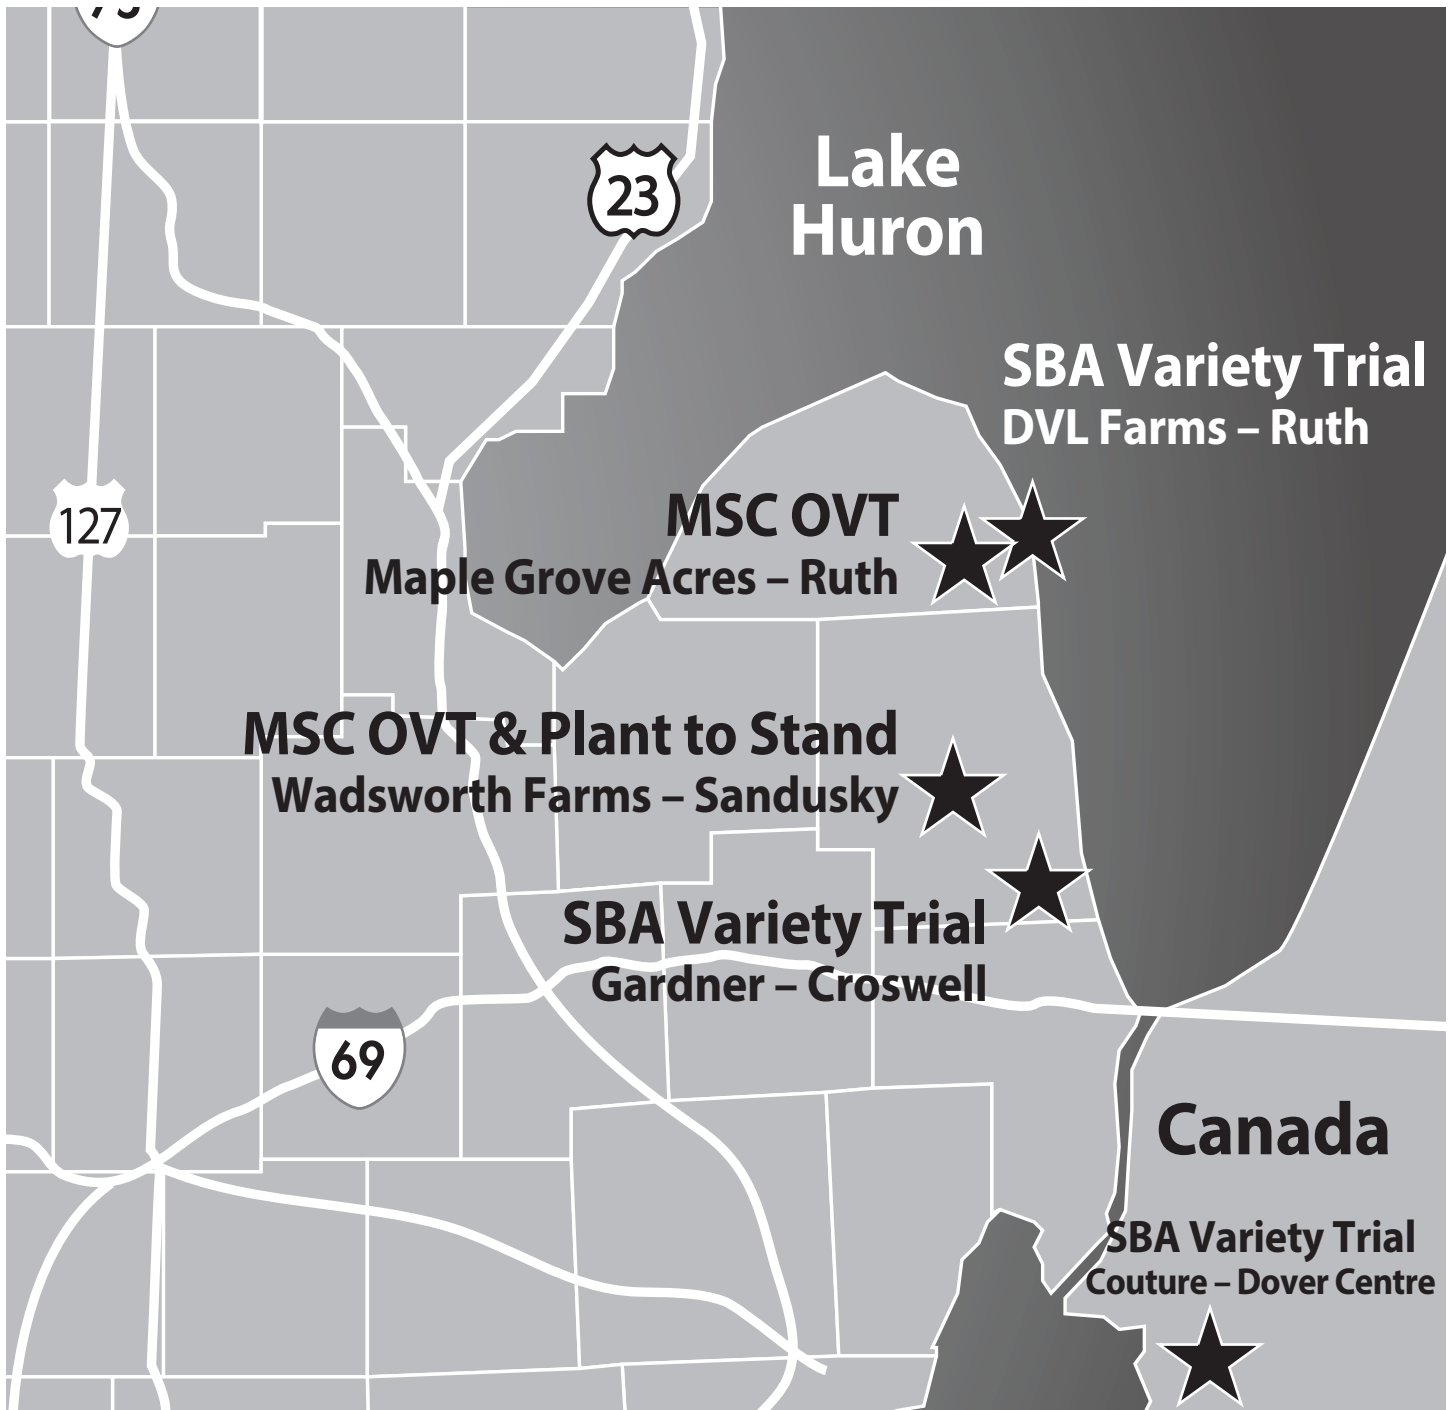 75
23
Lake
Huron
SBA Variety Trial
DVL Farms – Ruth
127
MSC OVT
Maple Grove Acres – Ruth
MSC OVT & Plant to Stand
Wadsworth Farms – Sandusky
SBA Variety Trial
Gardner – Croswell
69
Canada
SBA Variety Trial
Couture – Dover Centre